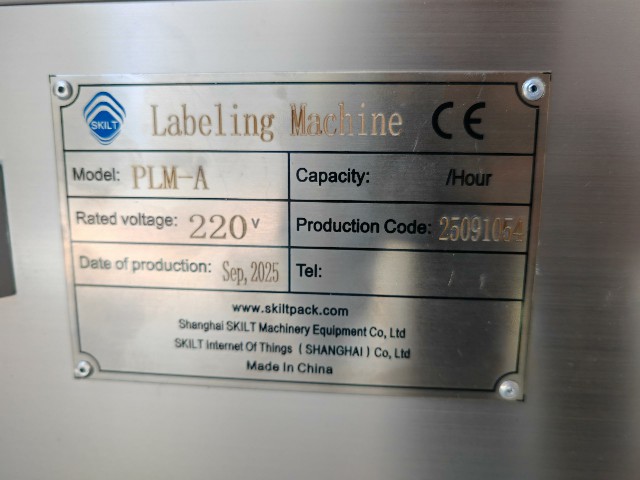 SKILT
Labeling Machine CE
Model: PLM-A
Capacity: /Hour
Rated voltage: 220V
Production Code: 25091054
Date of production: Sep, 2025
Tel:
www.skiltpack.com
Shanghai SKILT Machinery Equipment Co, Ltd
SKILT Internet Of Things ( SHANGHAI ) Co, Ltd
Made In China